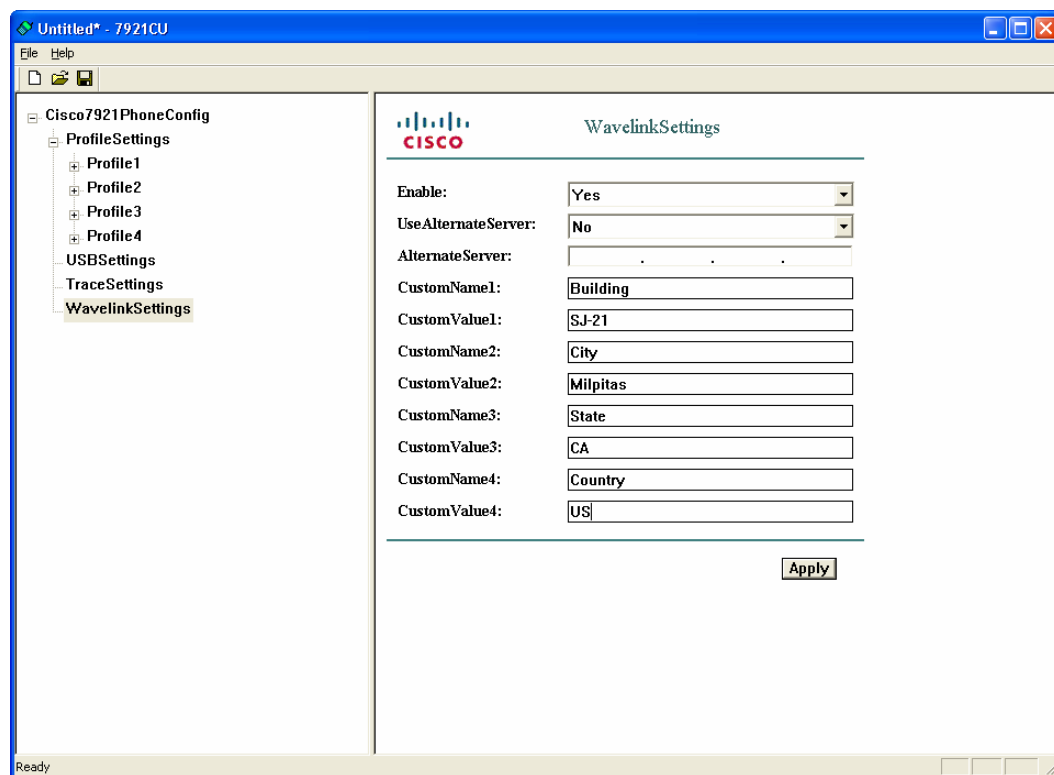 Untitled* - 7921CU
File Help
Cisco7921PhoneConfig
ProfileSettings
Profile1
Profile2
Profile3
Profile4
USBSettings
TraceSettings
WavelinkSettings
CISCO
WavelinkSettings
Enable: Yes
UseAlternateServer: No
AlternateServer: . . .
CustomName1: Building
CustomValue1: SJ-21
CustomName2: City
CustomValue2: Milpitas
CustomName3: State
CustomValue3: CA
CustomName4: Country
CustomValue4: US
Apply
Ready